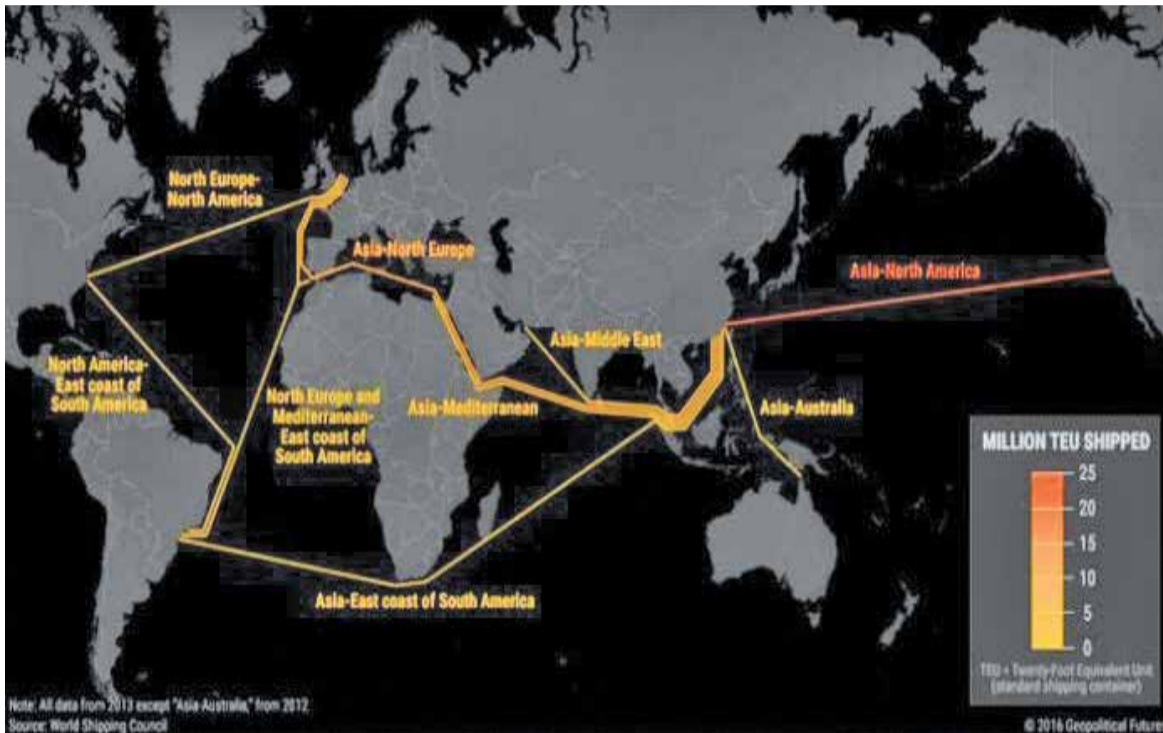 North Europe-
North America
Asia-North Europe
Asia-North America
North America-
East coast of
South America
North Europe and
Mediterranean-
East coast of
South America
Asia-Middle East
Asia-Mediterranean
Asia-Australia
Asia-East coast of South America
MILLION TEU SHIPPED
25
20
15
10
5
0
TEU = Twenty-Foot Equivalent Unit
(standard shipping container)
Note: All data from 2013 except "Asia-Australia," from 2012
Source: World Shipping Council
© 2016 Geopolitical Future